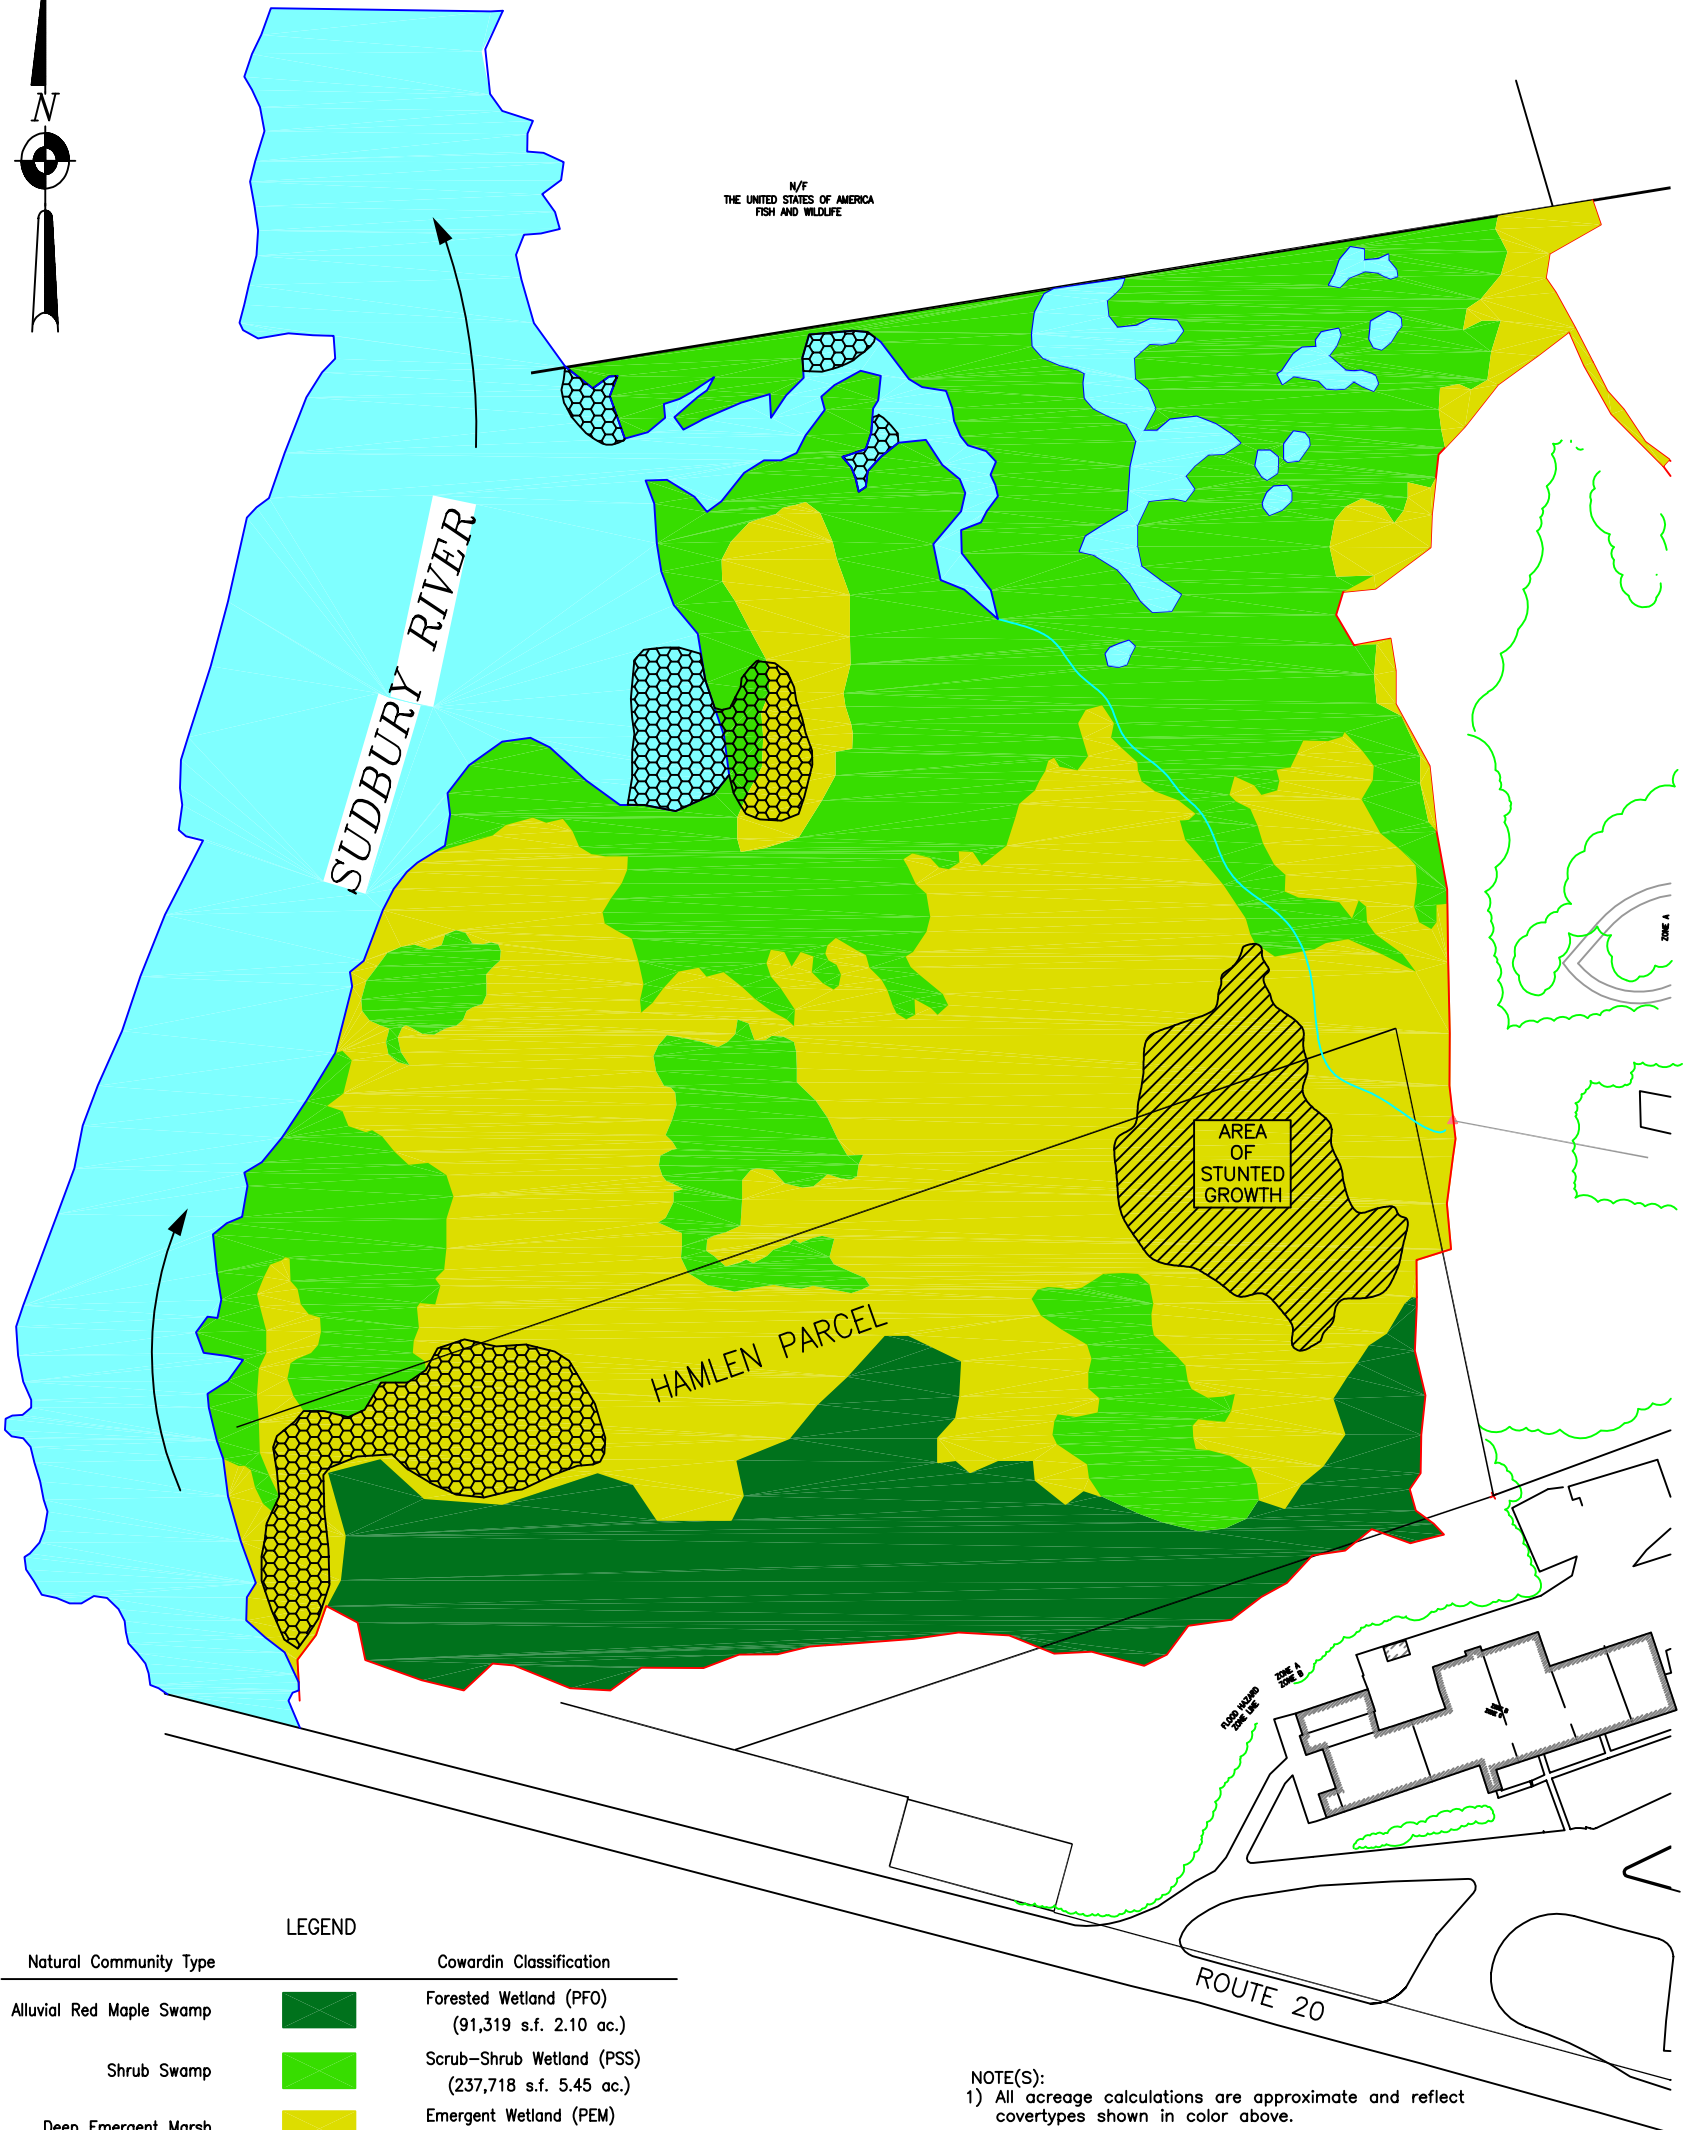 N
N/F
THE UNITED STATES OF AMERICA
FISH AND WILDLIFE
SUDBURY RIVER
ZONE A
AREA
OF
STUNTED
GROWTH
HAMLEN PARCEL
ZONE A
ZONE B
FLOOD HAZARD
ZONE LINE
ROUTE 20
LEGEND
Natural Community Type Cowardin Classification
Alluvial Red Maple Swamp Forested Wetland (PFO)
(91,319 s.f. 2.10 ac.)
Shrub Swamp Scrub-Shrub Wetland (PSS)
(237,718 s.f. 5.45 ac.)
Deep Emergent Marsh Emergent Wetland (PEM)
NOTE(S):
1) All acreage calculations are approximate and reflect
covertypes shown in color above.